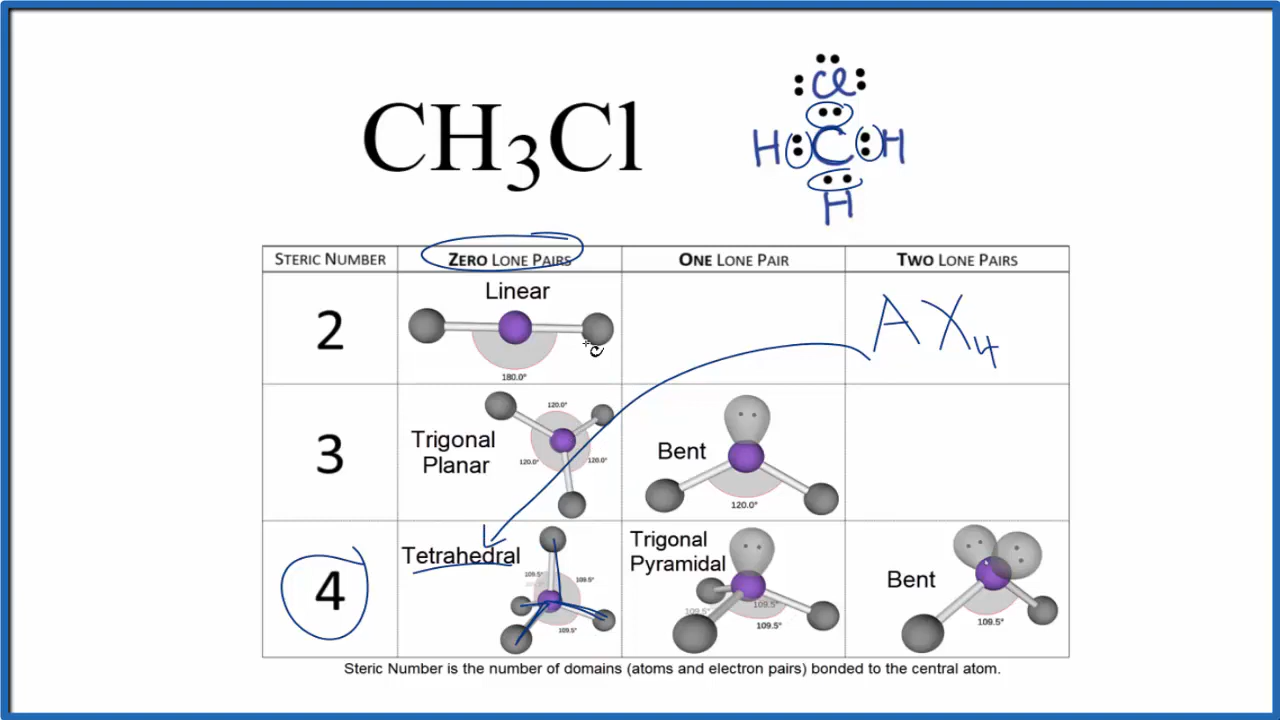 CH₃Cl
Cl
H C H
H
STERIC NUMBER ZERO LONE PAIRS ONE LONE PAIR TWO LONE PAIRS
2
Linear
180.0°
AX₄
3
Trigonal
Planar
120.0°
120.0°
120.0°
Bent
120.0°
4
Tetrahedral
109.5°
109.5°
109.5°
Trigonal
Pyramidal
109.5°
109.5°
109.5°
Bent
109.5°
Steric Number is the number of domains (atoms and electron pairs) bonded to the central atom.